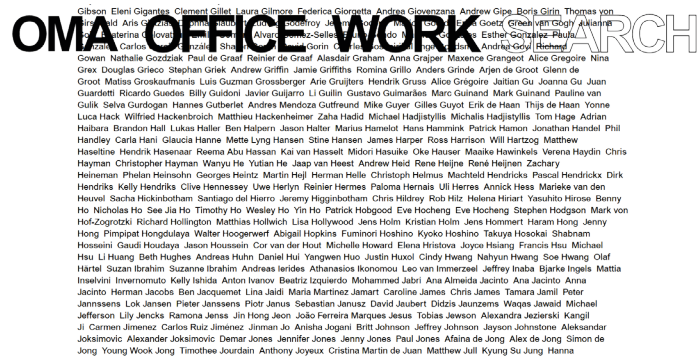 OMA OFFICE WORK SEARCH
Gibson Eleni Gigantes Clement Gillet Laura Gilmore Federica Giorgetta Andrea Giovenzana Andrew Gipe Boris Girin Thomas von
Richard
Gowan Nathalie Gozdziak Paul de Graaf Reinier de Graaf Alasdair Graham Anna Grajper Maxence Grangeot Alice Gregoire Nina
Grex Douglas Grieco Stephan Griek Andrew Griffin Jamie Griffiths Romina Grillo Anders Grinde Arjen de Groot Glenn de
Groot Matiss Groskaufmanis Luis Guzman Grossberger Arie Gruijters Hendrik Gruss Alice Grégoire Jaitian Gu Joanna Gu Juan
Guardetti Ricardo Guedes Billy Guidoni Javier Guijarro Li Guilin Gustavo Guimarães Marc Guinand Mark Guinand Pauline van
Gulik Selva Gurdogan Hannes Gutberlet Andres Mendoza Gutfreund Mike Guyer Gilles Guyot Erik de Haan Thijs de Haan Yonne
Luca Hack Wilfried Hackenbroich Matthieu Hackenheimer Zaha Hadid Michael Hadjistyllis Michalis Hadjistyllis Tom Hage Adrian
Haibara Brandon Hall Lukas Haller Ben Halpern Jason Halter Marius Hamelot Hans Hammink Patrick Hamon Jonathan Handel Phil
Handley Carla Hani Glaucia Hanne Mette Lyng Hansen Stine Hansen James Harper Ross Harrison Will Hartzog Matthew
Haseltine Hendrik Hasenaar Reema Abu Hassan Kai van Hasselt Midori Hasuike Oke Hauser Maaike Hawinkels Verena Haydin Chris
Hayman Christopher Hayman Wanyu He Yutian He Jaap van Heest Andrew Heid Rene Heijne René Heijnen Zachary
Heineman Phelan Heinsohn Georges Heintz Martin Hejl Herman Helle Christoph Helmus Machteld Hendricks Pascal Hendrickx Dirk
Hendriks Kelly Hendriks Clive Hennessey Uwe Herlyn Reinier Hermes Paloma Hernais Uli Herres Annick Hess Marieke van den
Heuvel Sacha Hickinbotham Santiago del Hierro Jeremy Higginbotham Chris Hildrey Rob Hilz Helena Hiriart Yasuhito Hirose Benny
Ho Nicholas Ho See Jia Ho Timothy Ho Wesley Ho Yin Ho Patrick Hobgood Eve Hocheng Eve Hocheng Stephen Hodgson Mark von
Hof-Zogrotzki Richard Hollington Matthias Hollwich Lisa Hollywood Jens Holm Kristian Holm Jens Hommert Haram Hong Jenny
Hong Pimpipat Hongdulaya Walter Hoogerwerf Abigail Hopkins Fuminori Hoshino Kyoko Hoshino Takuya Hosokai Shabnam
Hosseini Gaudi Houdaya Jason Houssein Cor van der Hout Michelle Howard Elena Hristova Joyce Hsiang Francis Hsu Michael
Hsu Li Huang Beth Hughes Andreas Huhn Daniel Hui Yangwen Huo Justin Huxol Cindy Hwang Nahyun Hwang Soe Hwang Olaf
Härtel Suzan Ibrahim Suzanne Ibrahim Andreas Ierides Athanasios Ikonomou Leo van Immerzeel Jeffrey Inaba Bjarke Ingels Mattia
Inselvini Invernomuto Kelly Ishida Anton Ivanov Beatriz Izquierdo Mohammed Jabri Ana Almeida Jacinto Ana Jacinto Anna
Jacinto Herman Jacobs Ben Jacquemet Lina Jaidi Maria Martinez Jamart Caroline James Chris James Tamara Jamil Peter
Jannssens Lok Jansen Pieter Janssens Piotr Janus Sebastian Janusz David Jaubert Didzis Jaunzems Waqas Jawaid Michael
Jefferson Lily Jencks Ramona Jenss Jin Hong Jeon João Ferreira Marques Jesus Tobias Jewson Alexandra Jezierski Kangil
Ji Carmen Jimenez Carlos Ruiz Jiménez Jinman Jo Anisha Jogani Britt Johnson Jeffrey Johnson Jayson Johnstone Aleksandar
Joksimovic Alexander Joksimovic Demar Jones Jennifer Jones Jenny Jones Paul Jones Afaina de Jong Alex de Jong Simon de
Jong Young Wook Jong Timothee Jourdain Anthony Joyeux Cristina Martin de Juan Matthew Jull Kyung Su Jung Hanna